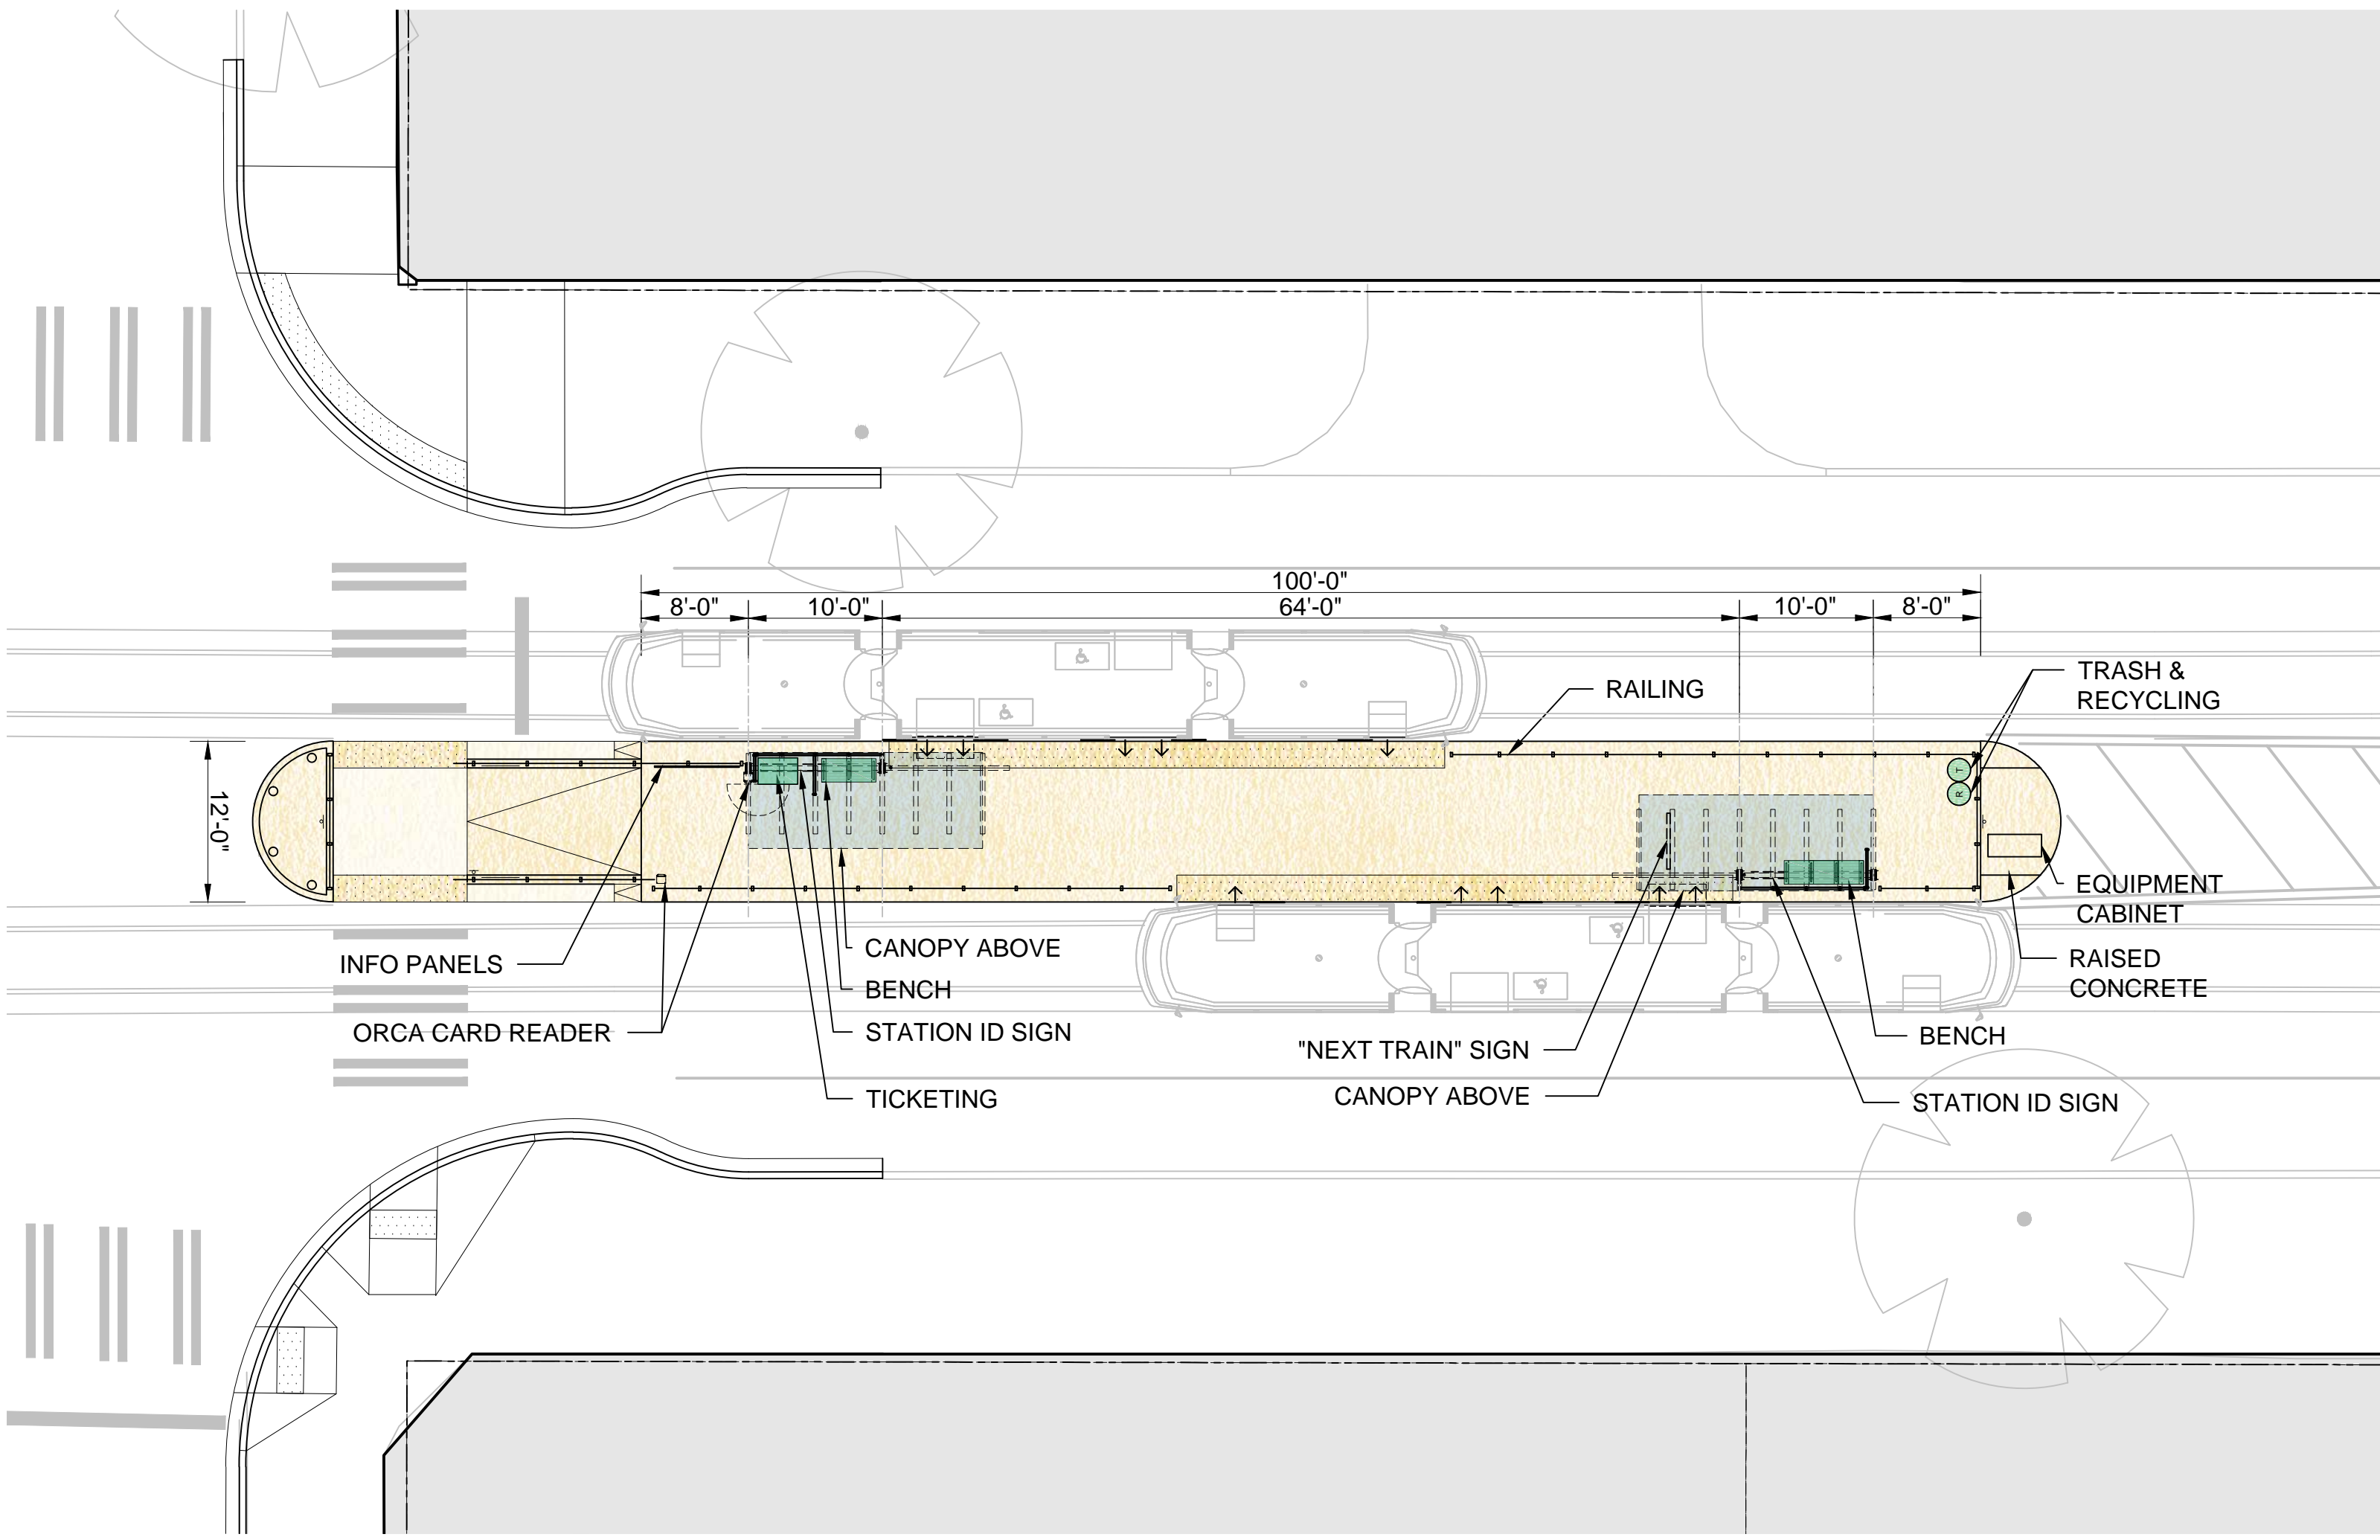 100'-0"
8'-0"
10'-0"
64'-0"
10'-0"
8'-0"
RAILING
TRASH &
RECYCLING
T
R
12'-0"
EQUIPMENT
CABINET
RAISED
CONCRETE
INFO PANELS
CANOPY ABOVE
BENCH
ORCA CARD READER
STATION ID SIGN
TICKETING
"NEXT TRAIN" SIGN
CANOPY ABOVE
BENCH
STATION ID SIGN